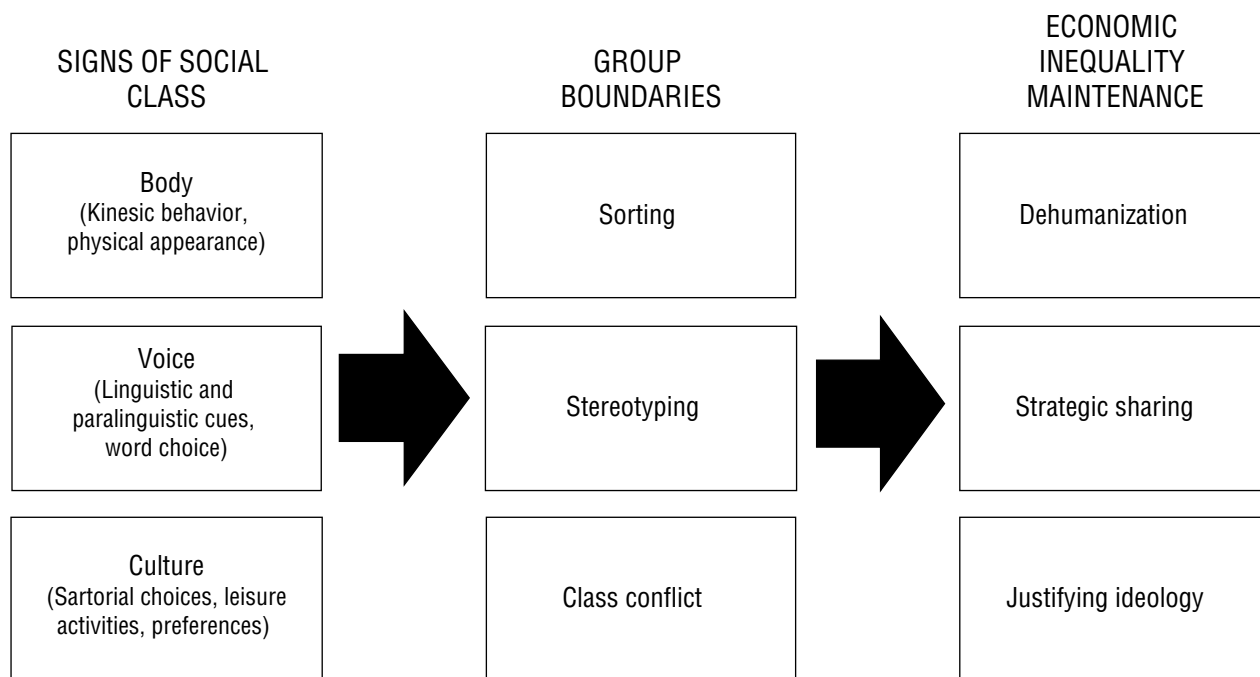 SIGNS OF SOCIAL
CLASS
Body
(Kinesic behavior,
physical appearance)
Voice
(Linguistic and
paralinguistic cues,
word choice)
Culture
(Sartorial choices, leisure
activities, preferences)
GROUP
BOUNDARIES
Sorting
Stereotyping
Class conflict
ECONOMIC
INEQUALITY
MAINTENANCE
Dehumanization
Strategic sharing
Justifying ideology